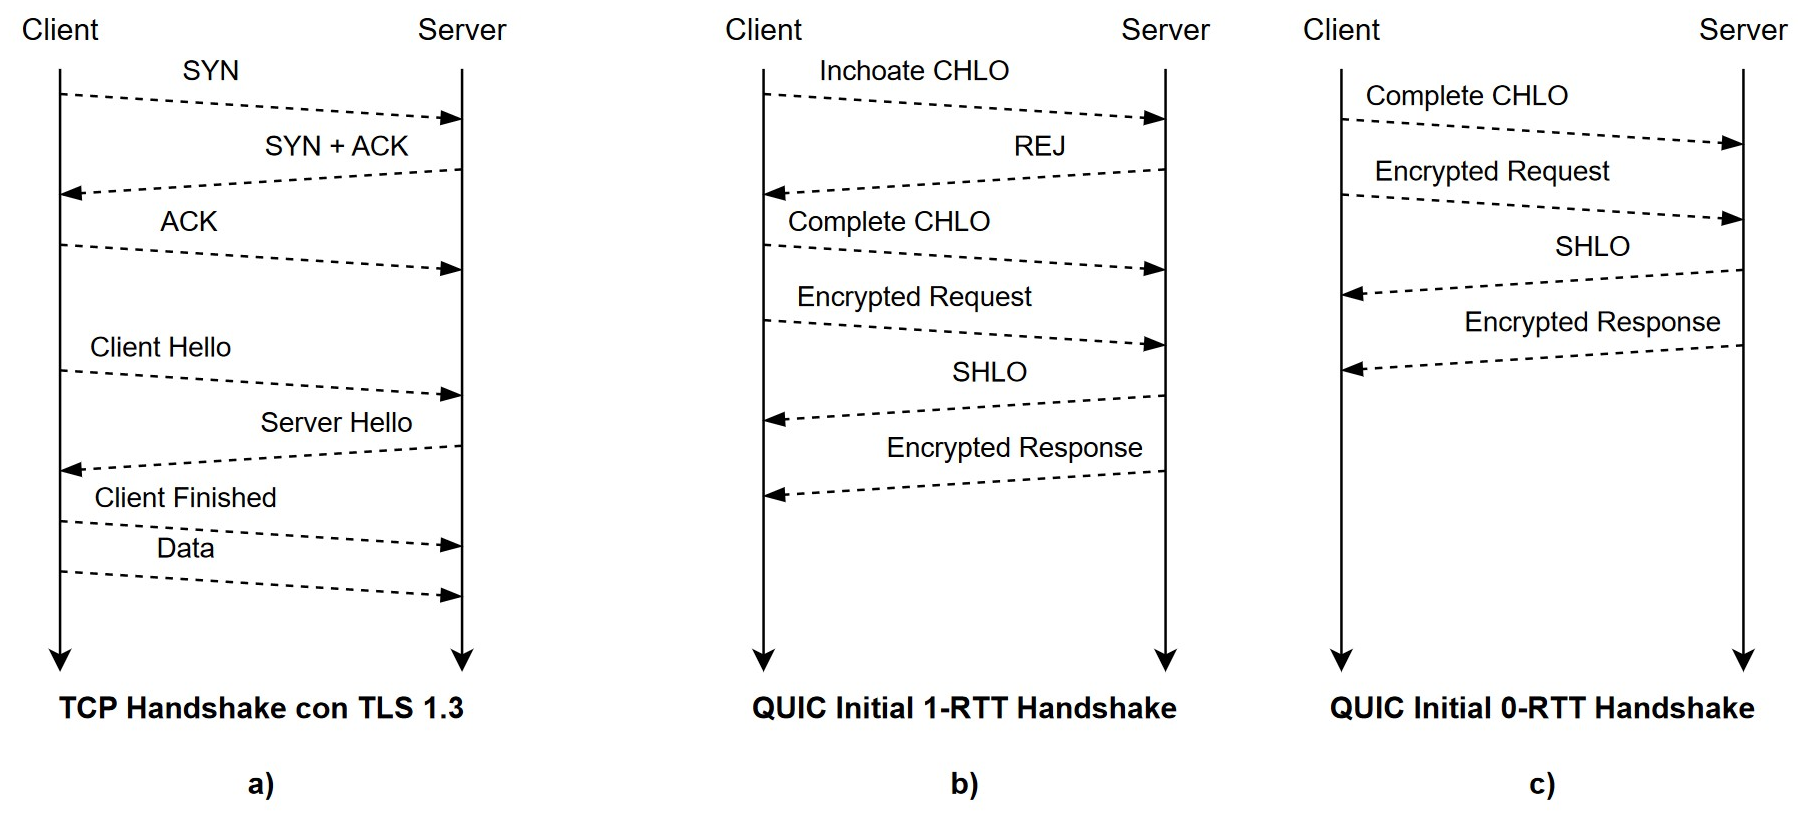 Client
Server
SYN
SYN + ACK
ACK
Client Hello
Server Hello
Client Finished
Data
TCP Handshake con TLS 1.3
a)
Client
Server
Inchoate CHLO
REJ
Complete CHLO
Encrypted Request
SHLO
Encrypted Response
QUIC Initial 1-RTT Handshake
b)
Client
Server
Complete CHLO
Encrypted Request
SHLO
Encrypted Response
QUIC Initial 0-RTT Handshake
c)